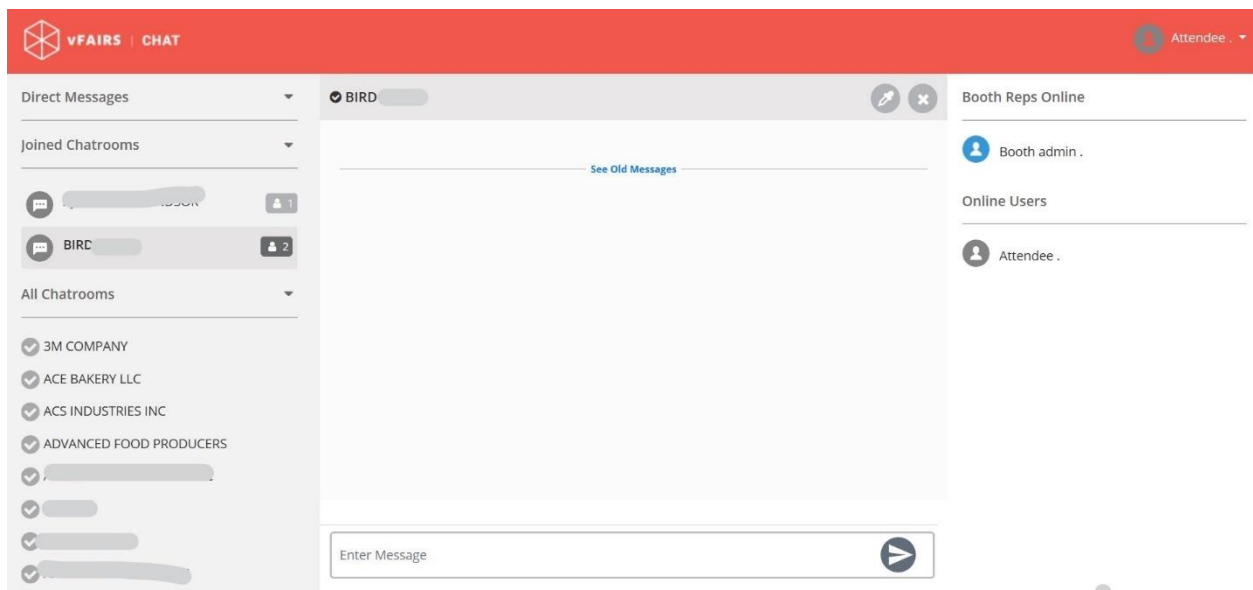 vFAIRS | CHAT
Attendee .
Direct Messages
Joined Chatrooms
1
BIRD
2
All Chatrooms
3M COMPANY
ACE BAKERY LLC
ACS INDUSTRIES INC
ADVANCED FOOD PRODUCERS
BIRD
See Old Messages
Enter Message
Booth Reps Online
Booth admin .
Online Users
Attendee .